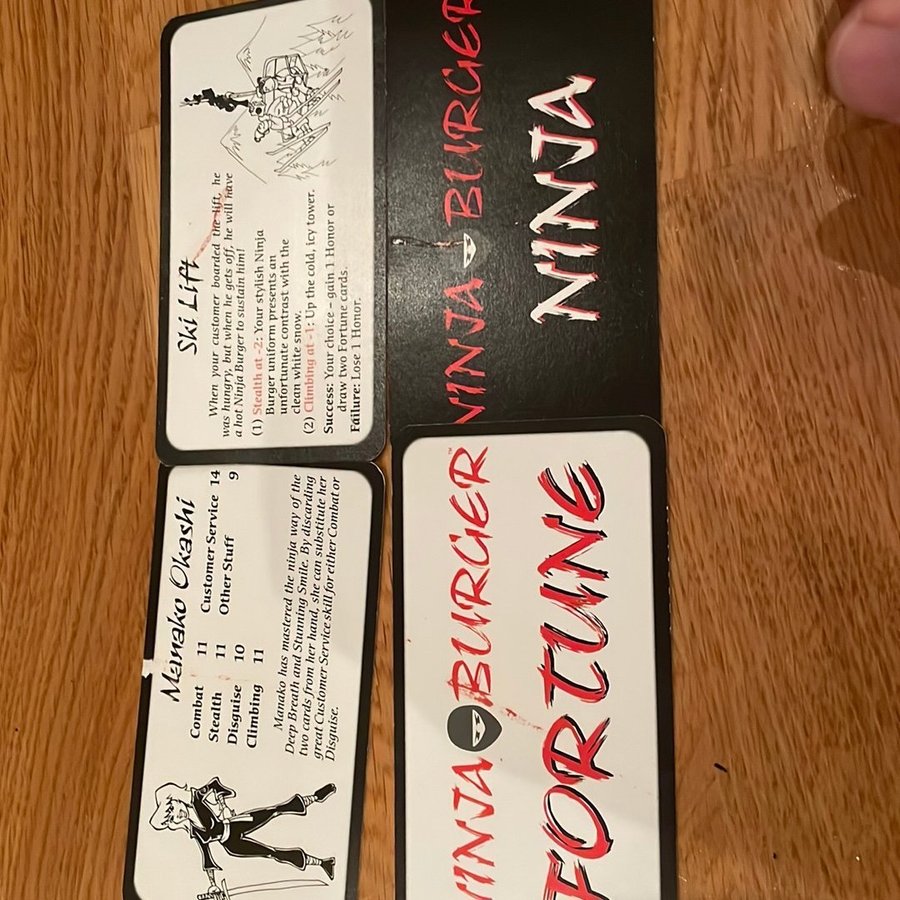 Manako Okashi
Combat 11 Customer Service 14
Stealth 11 Other Stuff 9
Disguise 10
Climbing 11
Manako has mastered the ninja way of the
Deep Breath and Stunning Smile. By discarding
two cards from her hand, she can substitute her
great Customer Service skill for either Combat or
Disguise.
Ski Lift
When your customer boarded the lift, he
was hungry, but when he gets off, he will have
a hot Ninja Burger to sustain him!
(1) Stealth at -2: Your stylish Ninja
Burger uniform presents an
unfortunate contrast with the
clean white snow.
(2) Climbing at -1: Up the cold, icy tower.
Success: Your choice – gain 1 Honor or
draw two Fortune cards.
Failure: Lose 1 Honor.
NINJA BURGER™
FORTUNE
NINJA BURGER
NINJA